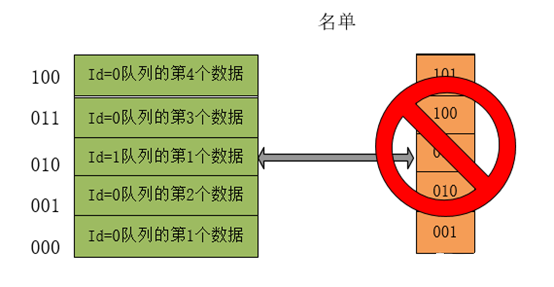 名单
100 Id=0队列的第4个数据 101
011 Id=0队列的第3个数据 100
010 Id=1队列的第1个数据
001 Id=0队列的第2个数据 010
000 Id=0队列的第1个数据 001